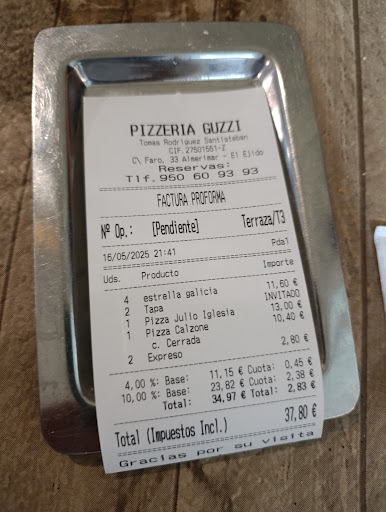 PIZZERIA GUZZI
Tomas Rodriguez Santisteban
CIF.27501551-Z
C\ Faro, 33 Almerimar - El Ejido
Reservas:
Tlf.950 60 93 93
FACTURA PROFORMA
Nº Op.: [Pendiente] Terraza/T3
16/05/2025 21:41 Pda1
Uds. Producto Importe
4 estrella galicia 11,60 €
2 Tapa INVITADO
1 Pizza Julio Iglesia 13,00 €
1 Pizza Calzone 10,40 €
c. Cerrada
2 Expreso 2,80 €
4,00 %: Base: 11,15 € Cuota: 0,45 €
10,00 %: Base: 23,82 € Cuota: 2,38 €
Total: 34,97 € Total: 2,83 €
Total (Impuestos Incl.) 37,80 €
Gracias por su visita